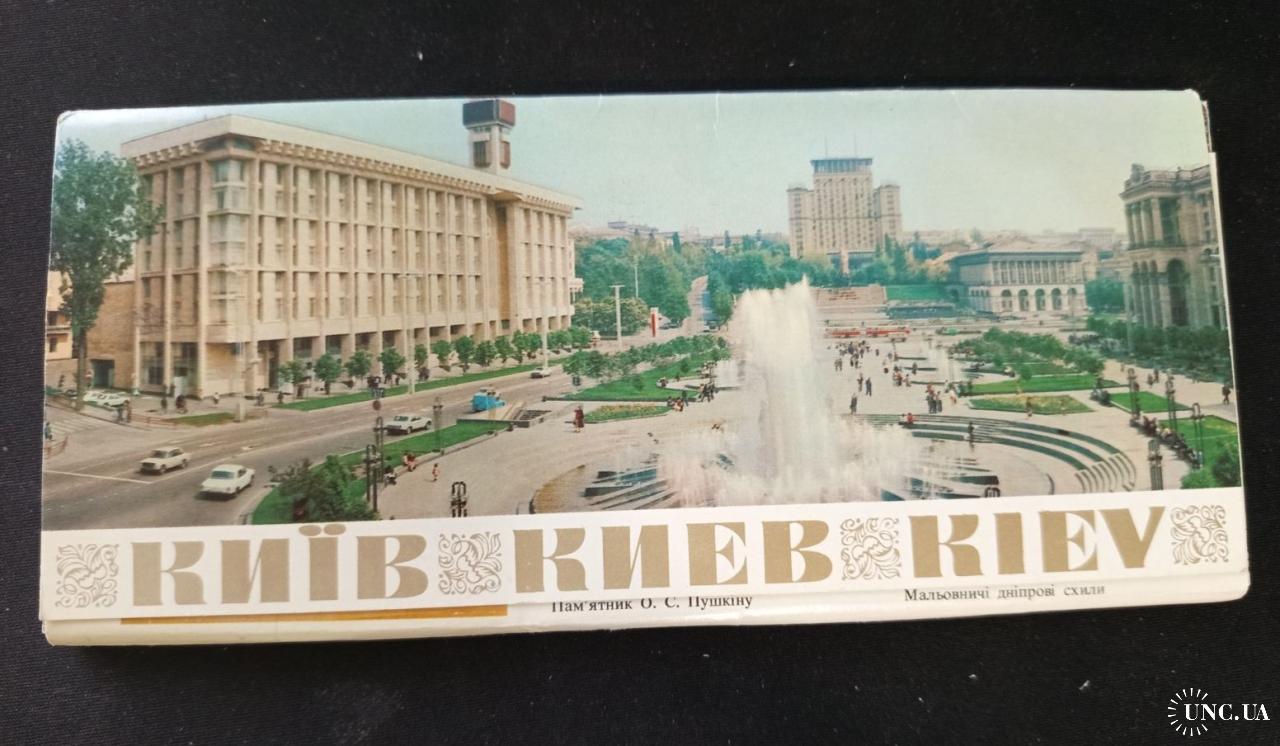 КИЇВ КИЕВ KIEV
Пам'ятник О. С. Пушкіну
Мальовничі дніпрові схили
UNC.UA